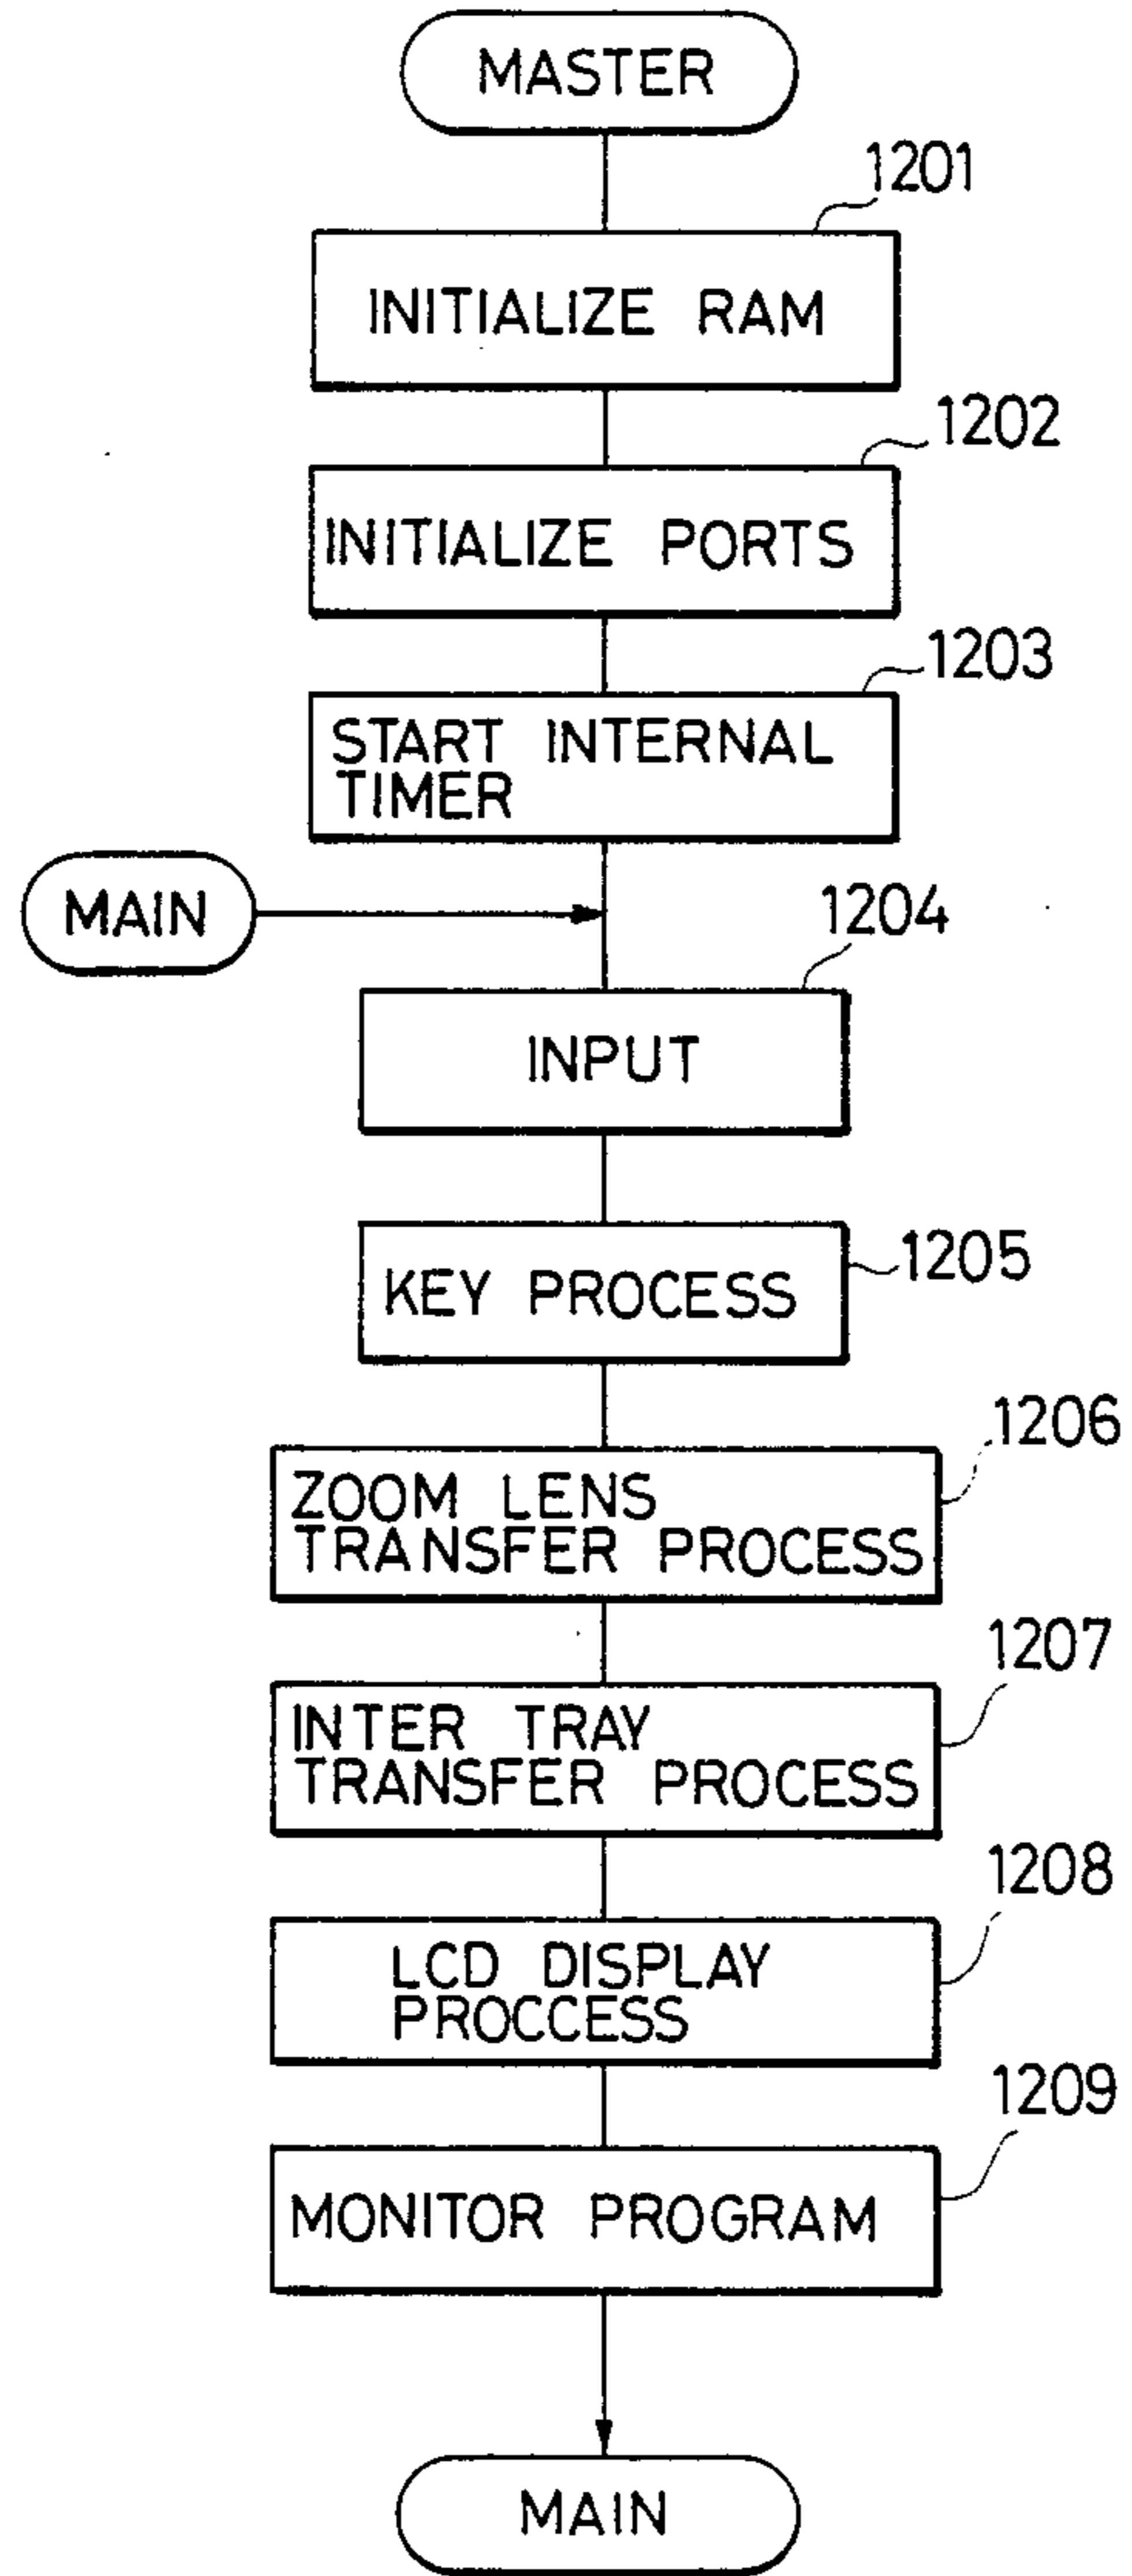 MASTER
1201
INITIALIZE RAM
1202
INITIALIZE PORTS
1203
START INTERNAL
TIMER
MAIN
1204
INPUT
1205
KEY PROCESS
1206
ZOOM LENS
TRANSFER PROCESS
1207
INTER TRAY
TRANSFER PROCESS
1208
LCD DISPLAY
PROCCESS
1209
MONITOR PROGRAM
MAIN